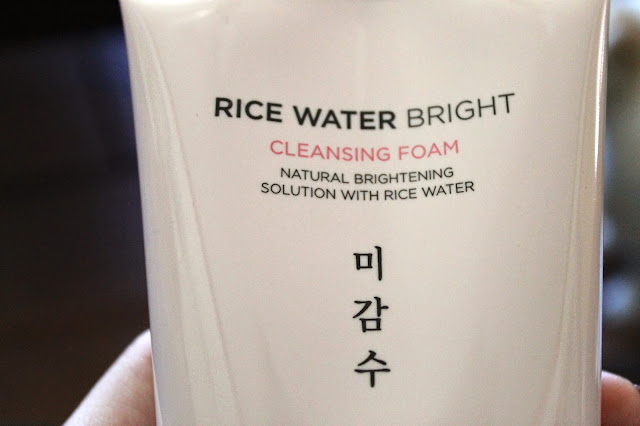 RICE WATER BRIGHT
CLEANSING FOAM
NATURAL BRIGHTENING
SOLUTION WITH RICE WATER
미
감
수